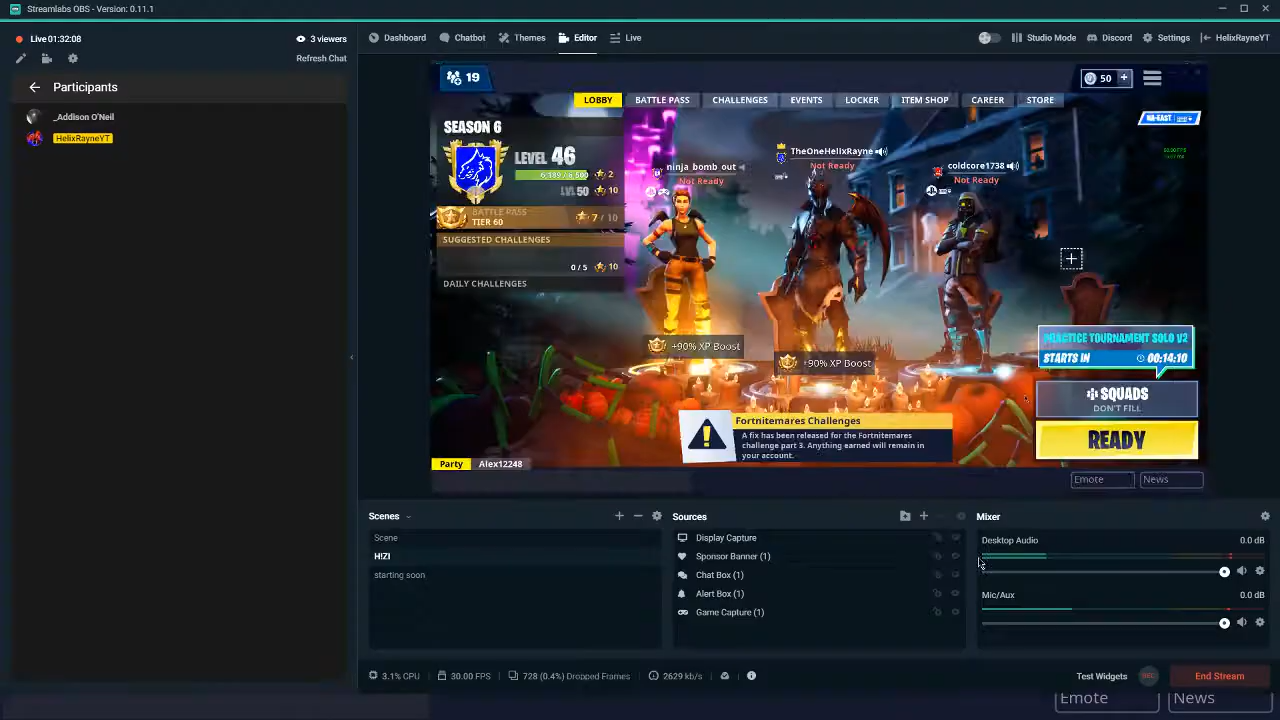 Streamlabs OBS - Version: 0.11.1
Live 01:32:08
3 viewers
Dashboard
Chatbot
Themes
Editor
Live
Studio Mode
Discord
Settings
HelixRayneYT
Refresh Chat
Participants
_Addison O'Neil
HelixRayneYT
19
50
LOBBY
BATTLE PASS
CHALLENGES
EVENTS
LOCKER
ITEM SHOP
CAREER
STORE
SEASON 6
LEVEL 46
2
LVL 50
10
BATTLE PASS
TIER 60
7 / 10
SUGGESTED CHALLENGES
0 / 5
10
DAILY CHALLENGES
NA-EAST
ninja_bomb_out
Not Ready
TheOneHelixRayne
Not Ready
coldcore1738
Not Ready
+90% XP Boost
+90% XP Boost
PRACTICE TOURNAMENT SOLO V2
STARTS IN
00:14:10
SQUADS
DON'T FILL
READY
Fortnitemares Challenges
A fix has been released for the Fortnitemares
challenge part 3. Anything earned will remain in
your account.
Party
Alex12248
Emote
News
Scenes
Scene
H!Z!
starting soon
Sources
Display Capture
Sponsor Banner (1)
Chat Box (1)
Alert Box (1)
Game Capture (1)
Mixer
Desktop Audio
0.0 dB
Mic/Aux
0.0 dB
3.1% CPU
30.00 FPS
728 (0.4%) Dropped Frames
2629 kb/s
Test Widgets
REC
End Stream
Emote
News